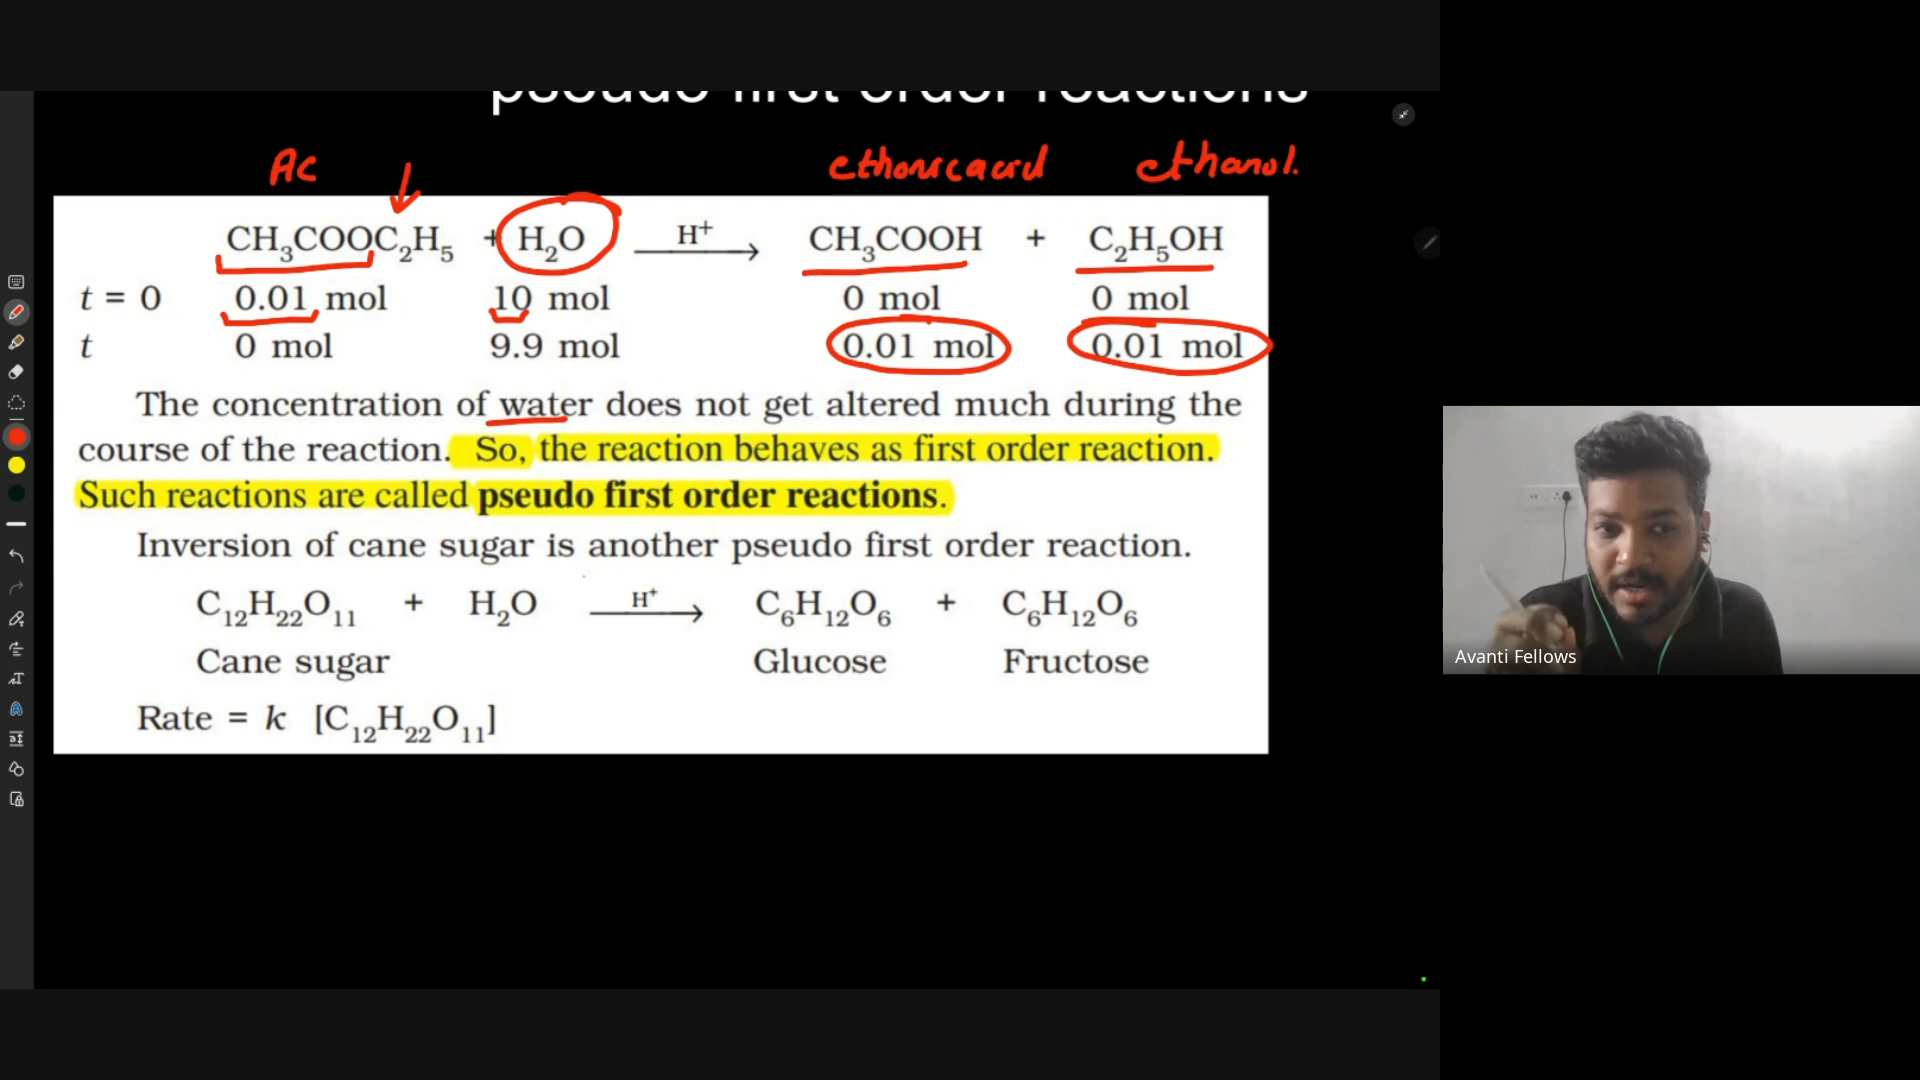 pseudo first order reactions
Ac ethanol.
CH₃COOC₂H₅ + H₂O H⁺ → CH₃COOH + C₂H₅OH
t = 0 0.01 mol 10 mol 0 mol 0 mol
t 0 mol 9.9 mol 0.01 mol 0.01 mol
The concentration of water does not get altered much during the
course of the reaction. So, the reaction behaves as first order reaction.
Such reactions are called pseudo first order reactions.
Inversion of cane sugar is another pseudo first order reaction.
C₁₂H₂₂O₁₁ + H₂O H⁺ → C₆H₁₂O₆ + C₆H₁₂O₆
Cane sugar Glucose Fructose
Rate = k [C₁₂H₂₂O₁₁]
Avanti Fellows